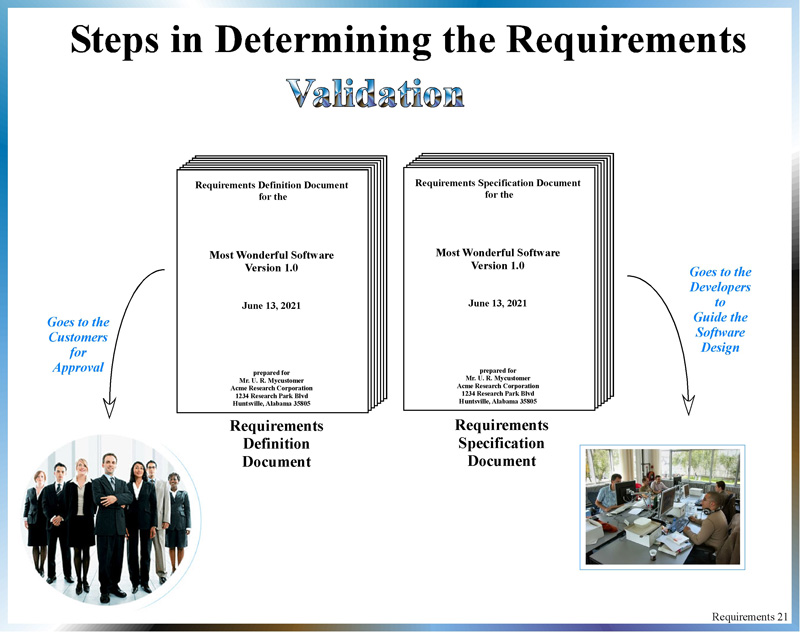 Steps in Determining the Requirements
Validation
Requirements Definition Document
for the
Most Wonderful Software
Version 1.0
June 13, 2021
prepared for
Mr. U. R. Mycustomer
Acme Research Corporation
1234 Research Park Blvd
Huntsville, Alabama 35805
Requirements
Definition
Document
Requirements Specification Document
for the
Most Wonderful Software
Version 1.0
June 13, 2021
prepared for
Mr. U. R. Mycustomer
Acme Research Corporation
1234 Research Park Blvd
Huntsville, Alabama 35805
Requirements
Specification
Document
Goes to the
Customers
for
Approval
Goes to the
Developers
to
Guide the
Software
Design
Requirements 21